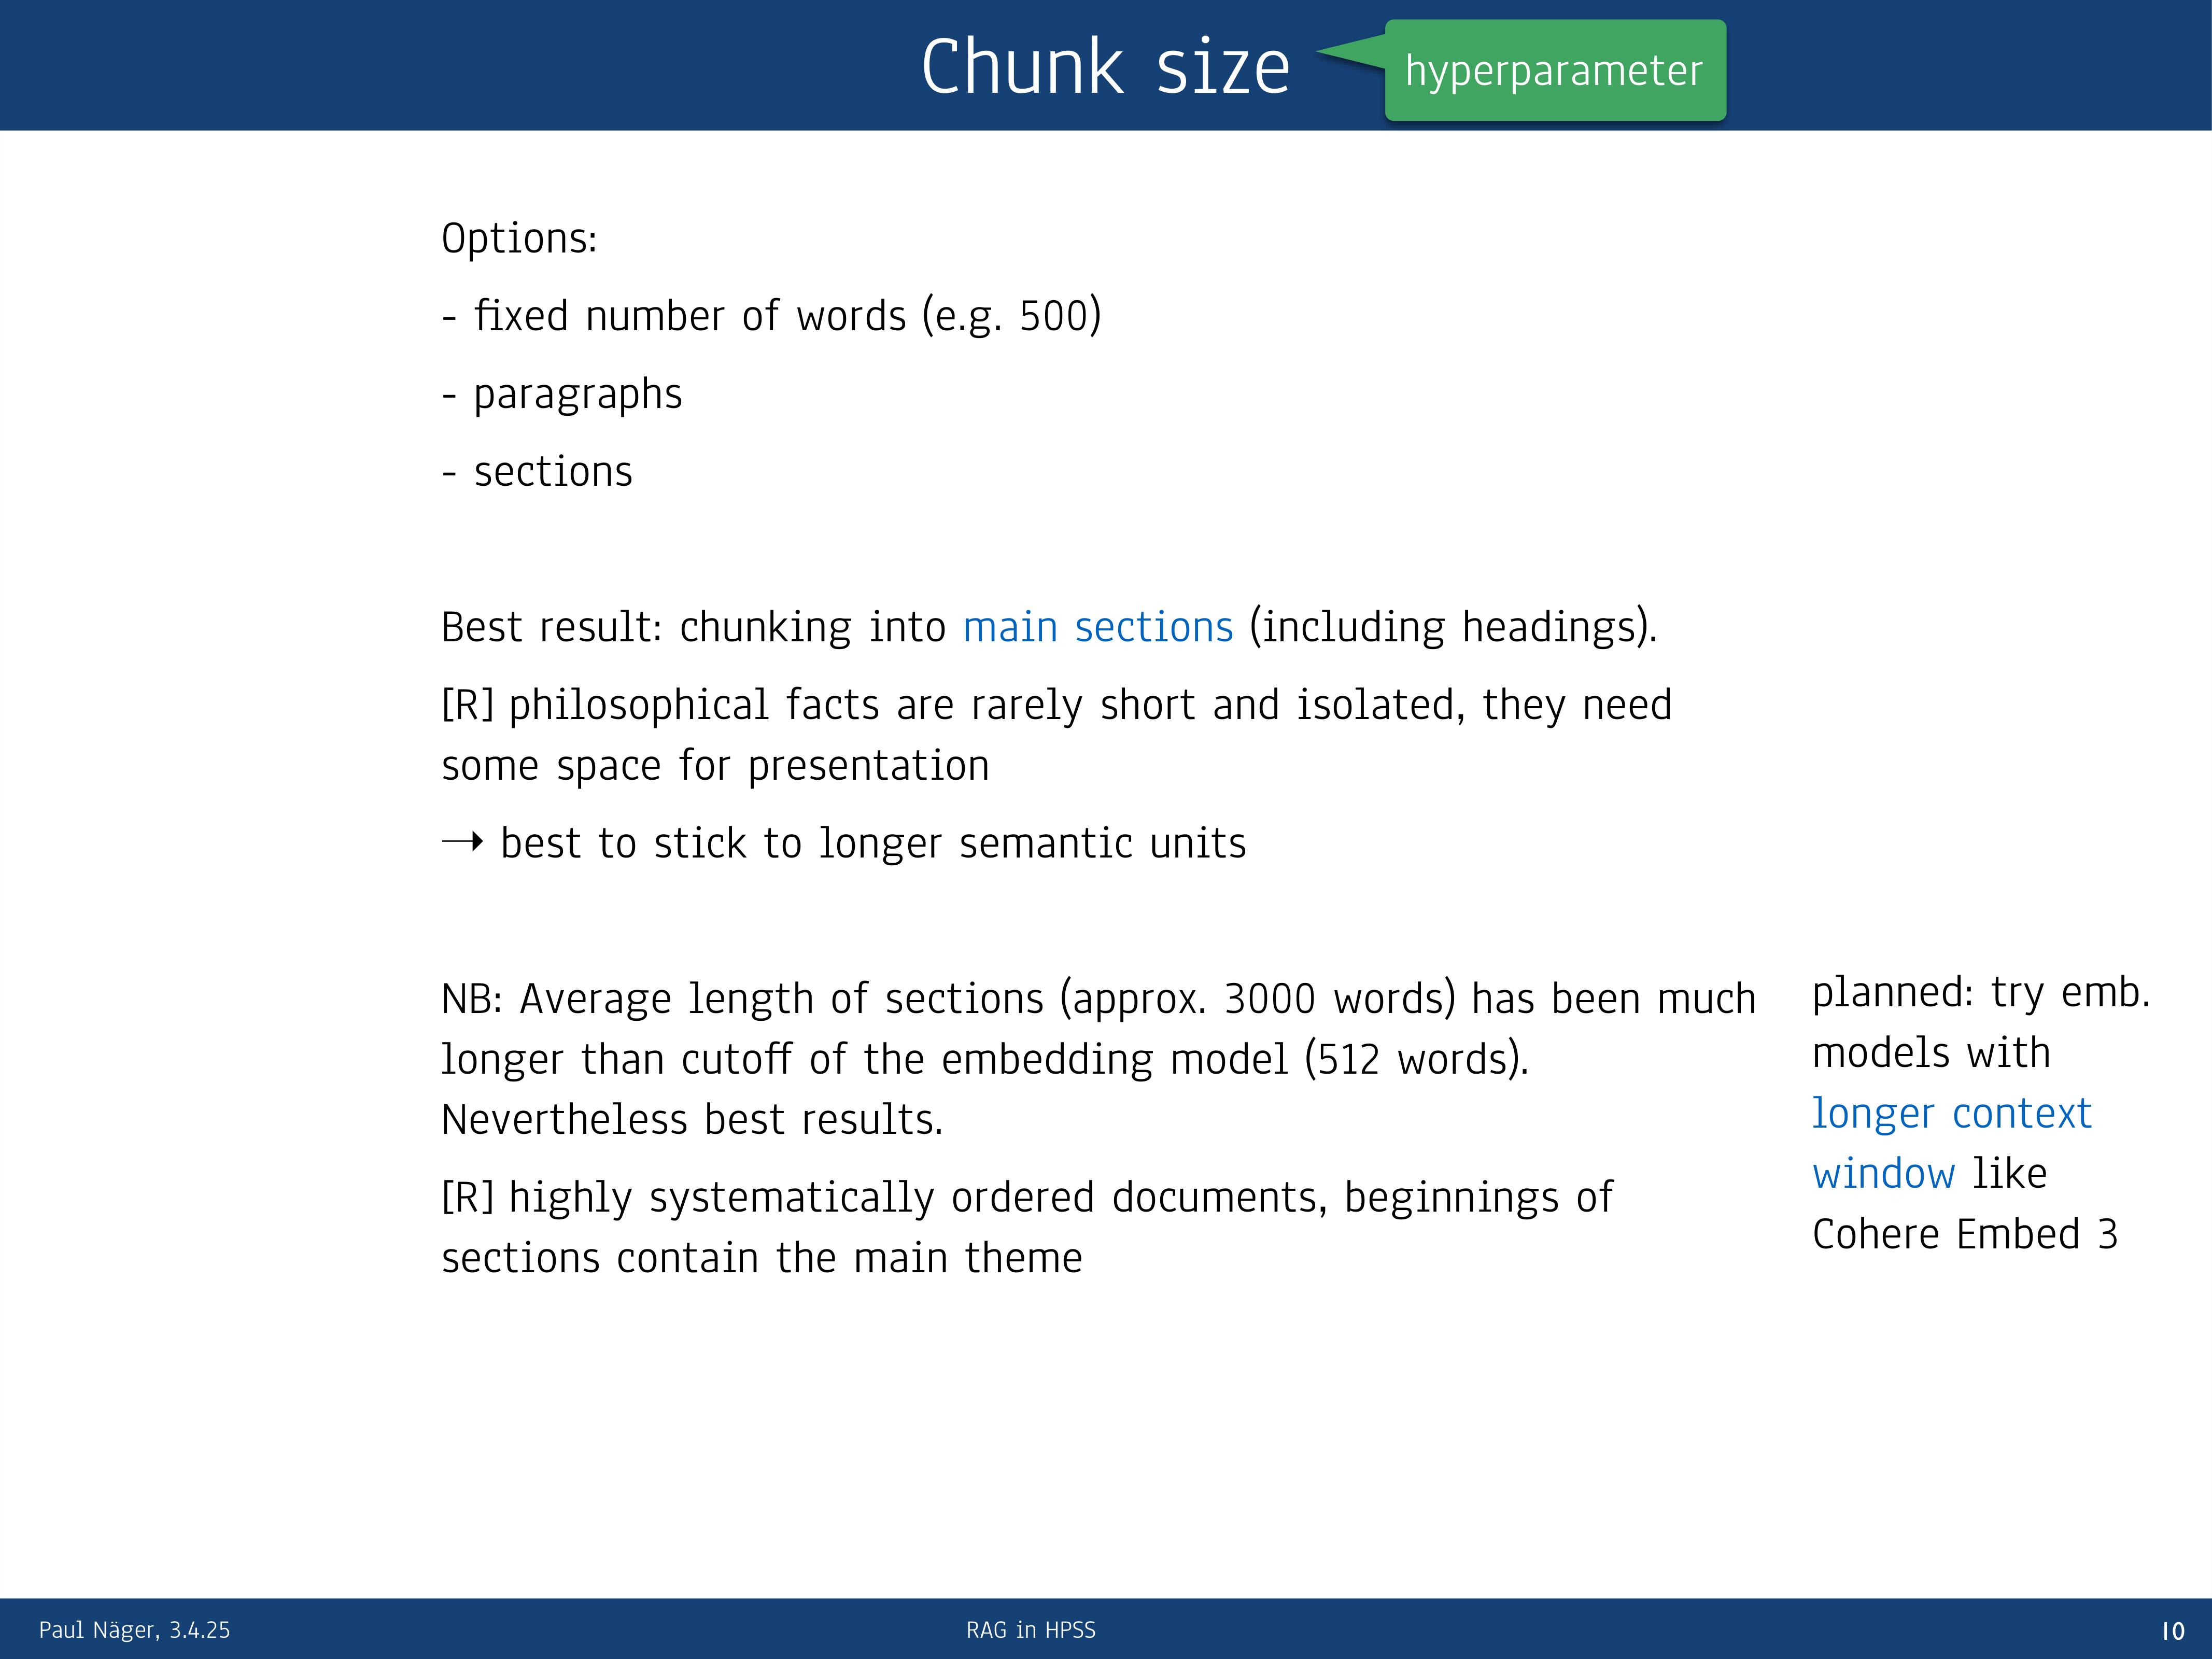 Chunk size
hyperparameter
Options:
- fixed number of words (e.g. 500)
- paragraphs
- sections
Best result: chunking into main sections (including headings).
[R] philosophical facts are rarely short and isolated, they need
some space for presentation
→ best to stick to longer semantic units
NB: Average length of sections (approx. 3000 words) has been much
longer than cutoff of the embedding model (512 words).
Nevertheless best results.
[R] highly systematically ordered documents, beginnings of
sections contain the main theme
planned: try emb.
models with
longer context
window like
Cohere Embed 3
Paul Näger, 3.4.25
RAG in HPSS
10